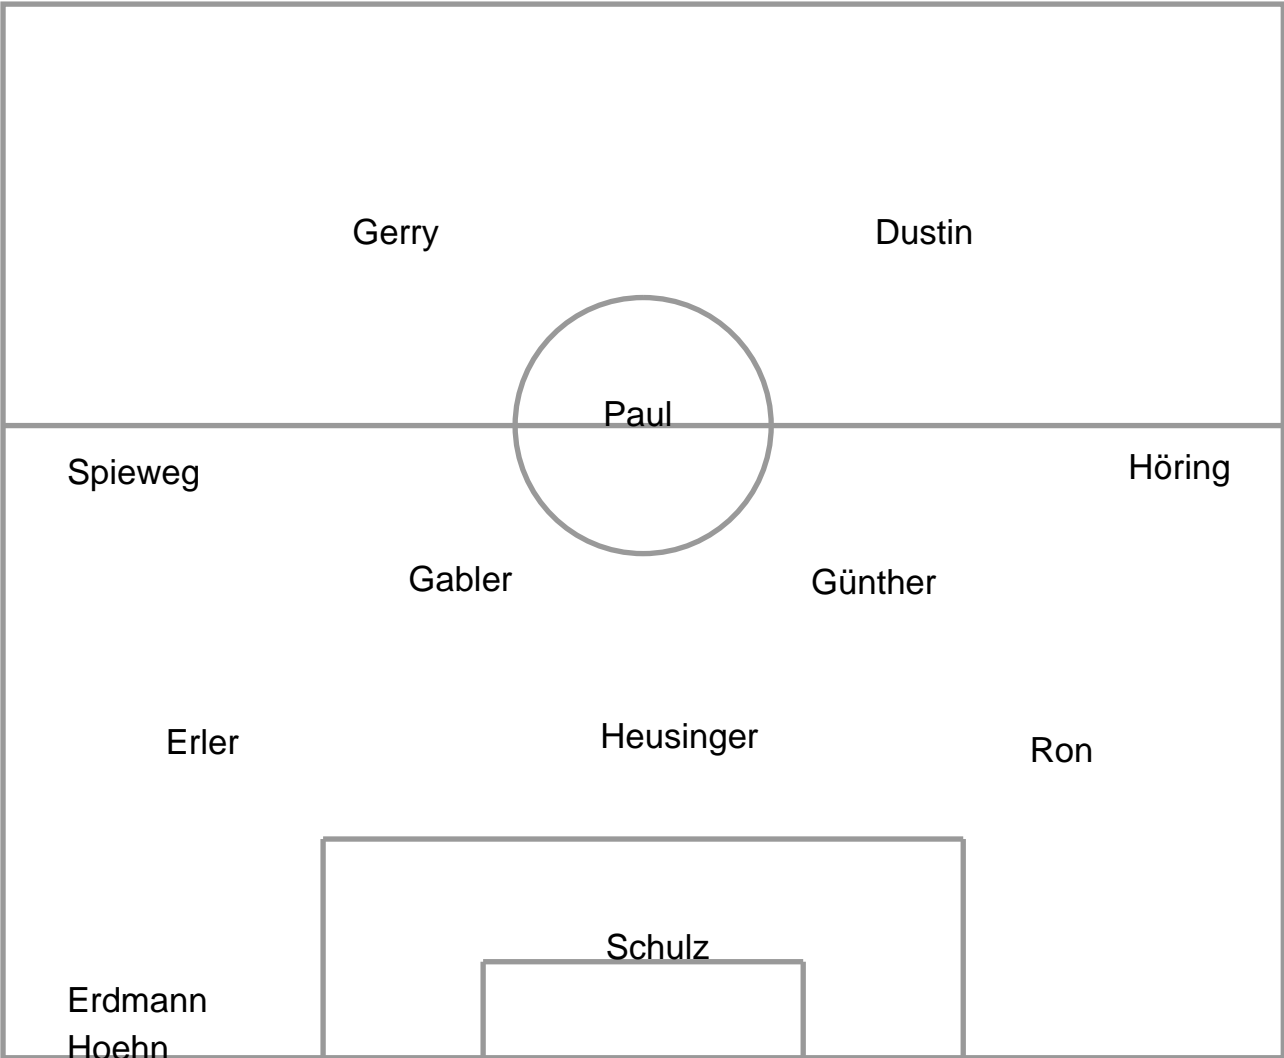 Gerry Dustin
Paul
Spieweg Höring
Gabler Günther
Erler Heusinger Ron
Schulz
Erdmann
Hoehn